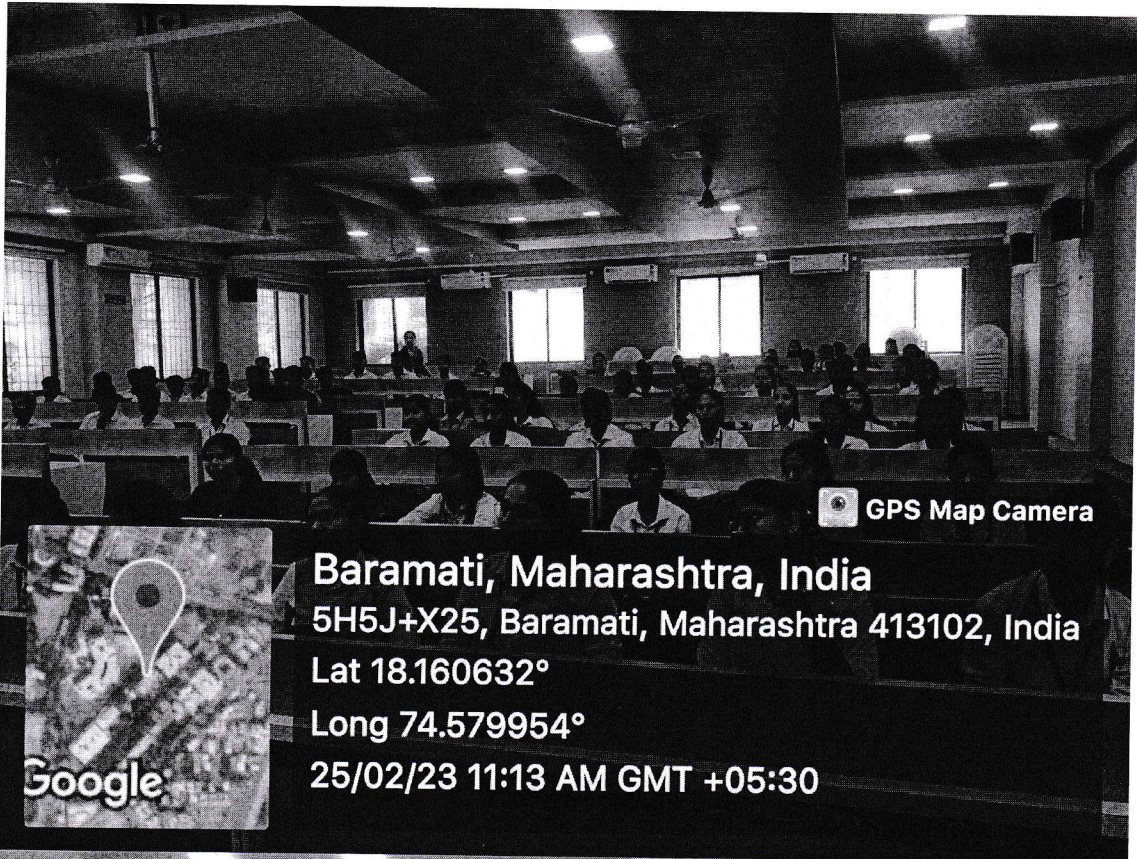 GPS Map Camera
Baramati, Maharashtra, India
5H5J+X25, Baramati, Maharashtra 413102, India
Lat 18.160632°
Long 74.579954°
25/02/23 11:13 AM GMT +05:30
Google